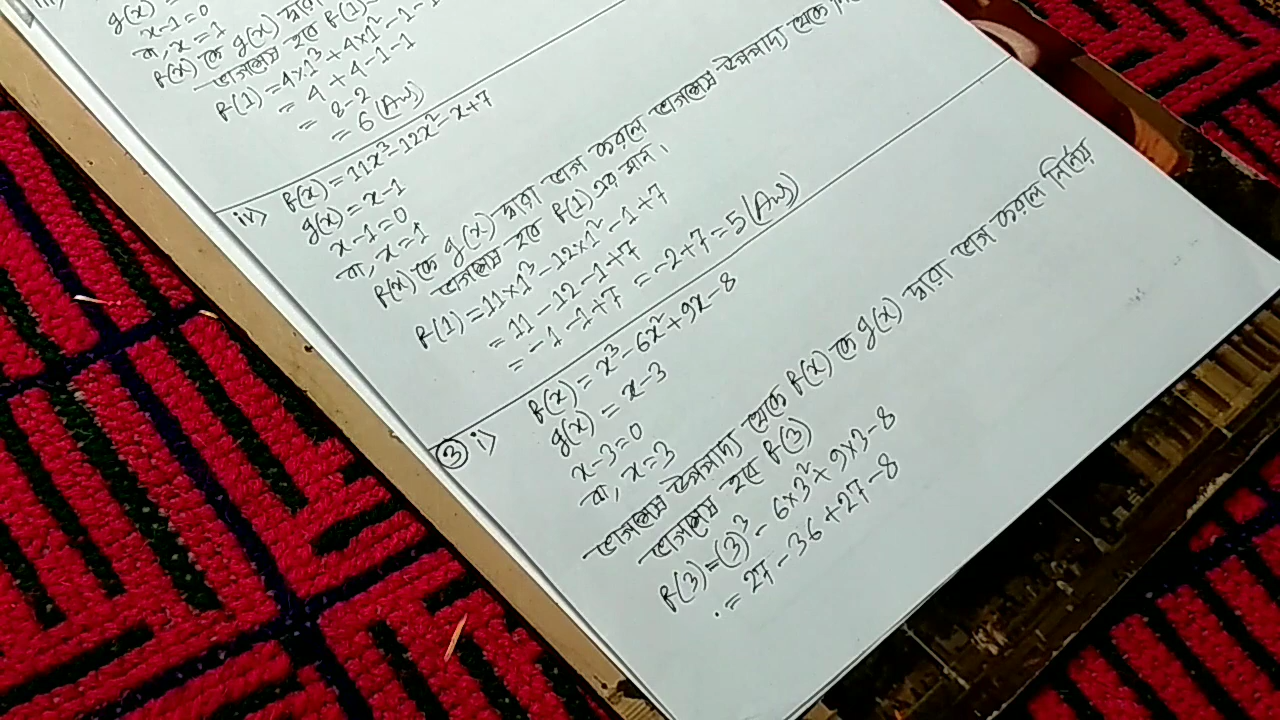 iii>
g(x) =
x-1=0
বা, x=1
f(x) কে g(x) দ্বারা
ভাগশেষ হবে f(1)
f(1)=4×1³+4×1²-1-1
= 4+4-1-1
= 8-2
= 6 (Ans)
iv> f(x) = 11x³-12x²-x+7
g(x)=x-1
x-1=0
বা, x=1
f(x) কে g(x) দ্বারা ভাগ করলে ভাগশেষ উপপাদ্য থেকে
ভাগশেষ হবে f(1) এর মান।
f(1)=11×1³-12×1²-1+7
= 11-12-1+7
= -1-1+7 = -2+7=5 (Ans)
③ i> f(x) = x³-6x²+9x-8
g(x) = x-3
x-3=0
বা, x=3
ভাগশেষ উপপাদ্য থেকে f(x) কে g(x) দ্বারা ভাগ করলে নির্নেয়
ভাগশেষ হবে f(3)
f(3)=(3)³-6×3²+9×3-8
= 27-36+27-8